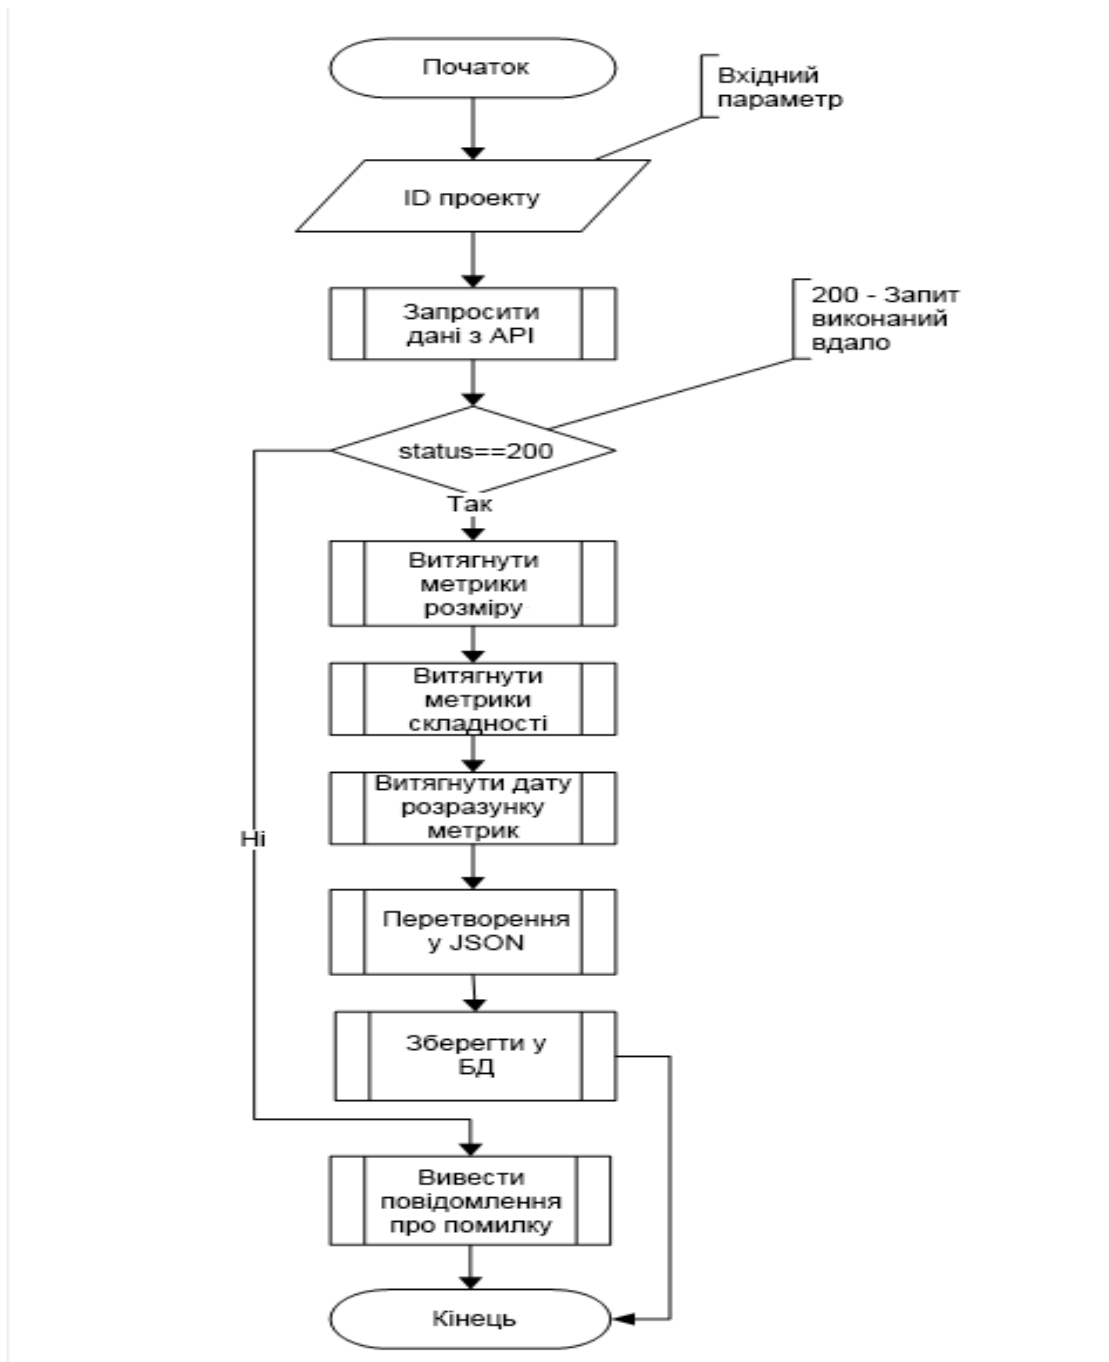 Початок
Вхідний
параметр
ID проекту
Запросити
дані з API
200 - Запит
виконаний
вдало
status==200
Так
Витягнути
метрики
розміру
Витягнути
метрики
складності
Витягнути дату
розразунку
метрик
Ні
Перетворення
у JSON
Зберегти у
БД
Вивести
повідомлення
про помилку
Кінець